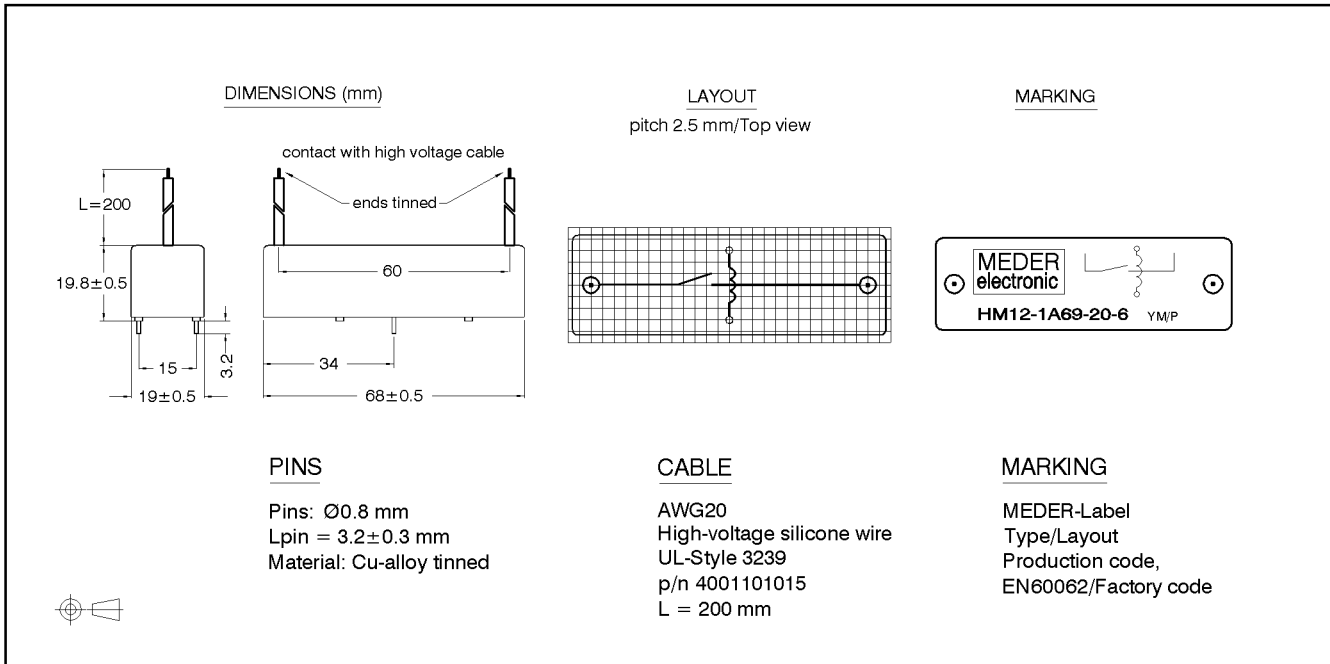 DIMENSIONS (mm)
LAYOUT
pitch 2.5 mm/Top view
MARKING
contact with high voltage cable
ends tinned
L=200
60
19.8±0.5
3.2
15
19±0.5
34
68±0.5
MEDER
electronic
HM12-1A69-20-6 YM/P
PINS
Pins: Ø0.8 mm
Lpin = 3.2±0.3 mm
Material: Cu-alloy tinned
CABLE
AWG20
High-voltage silicone wire
UL-Style 3239
p/n 4001101015
L = 200 mm
MARKING
MEDER-Label
Type/Layout
Production code,
EN60062/Factory code